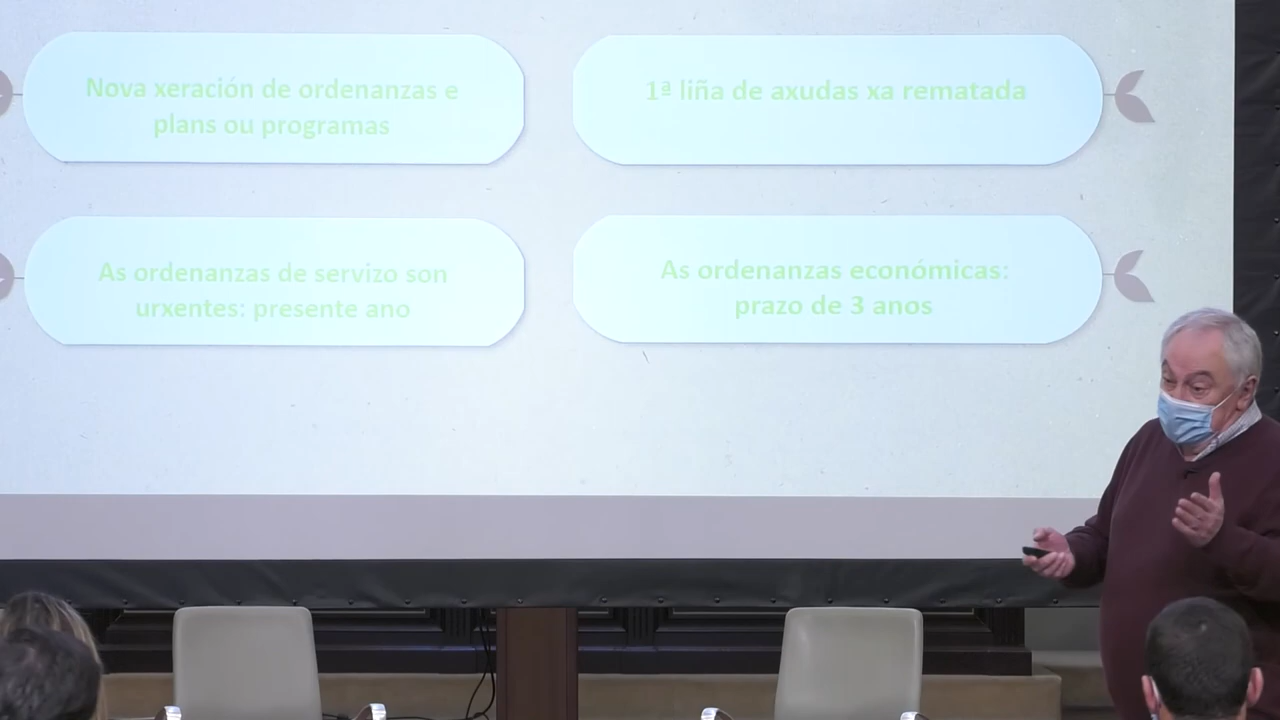 Nova xeración de ordenanzas e
plans ou programas
1ª liña de axudas xa rematada
As ordenanzas de servizo son
urxentes: presente ano
As ordenanzas económicas:
prazo de 3 anos